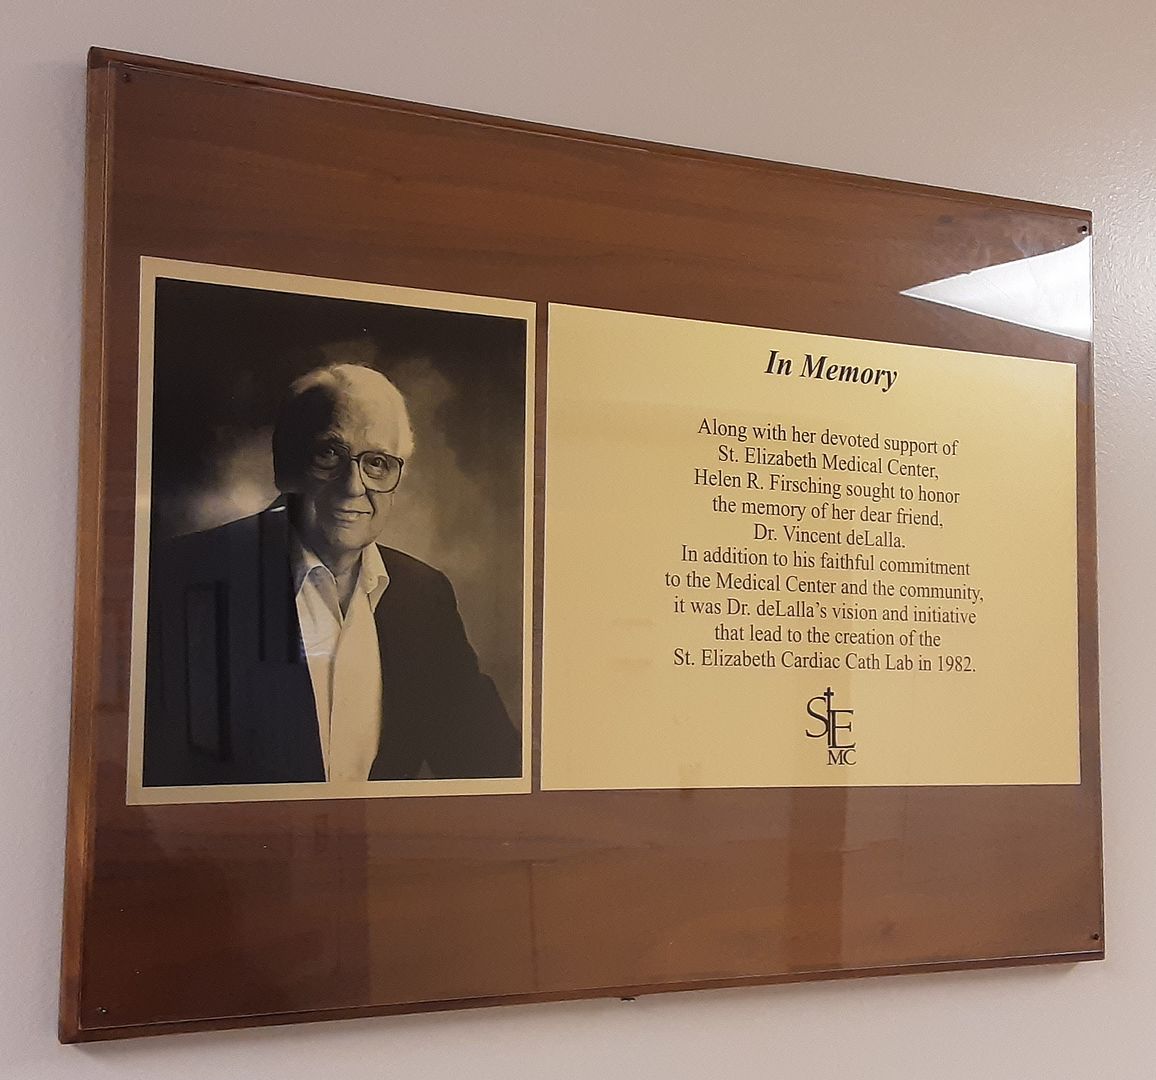 In Memory
Along with her devoted support of
St. Elizabeth Medical Center,
Helen R. Firsching sought to honor
the memory of her dear friend,
Dr. Vincent deLalla.
In addition to his faithful commitment
to the Medical Center and the community,
it was Dr. deLalla's vision and initiative
that lead to the creation of the
St. Elizabeth Cardiac Cath Lab in 1982.
StE
MC